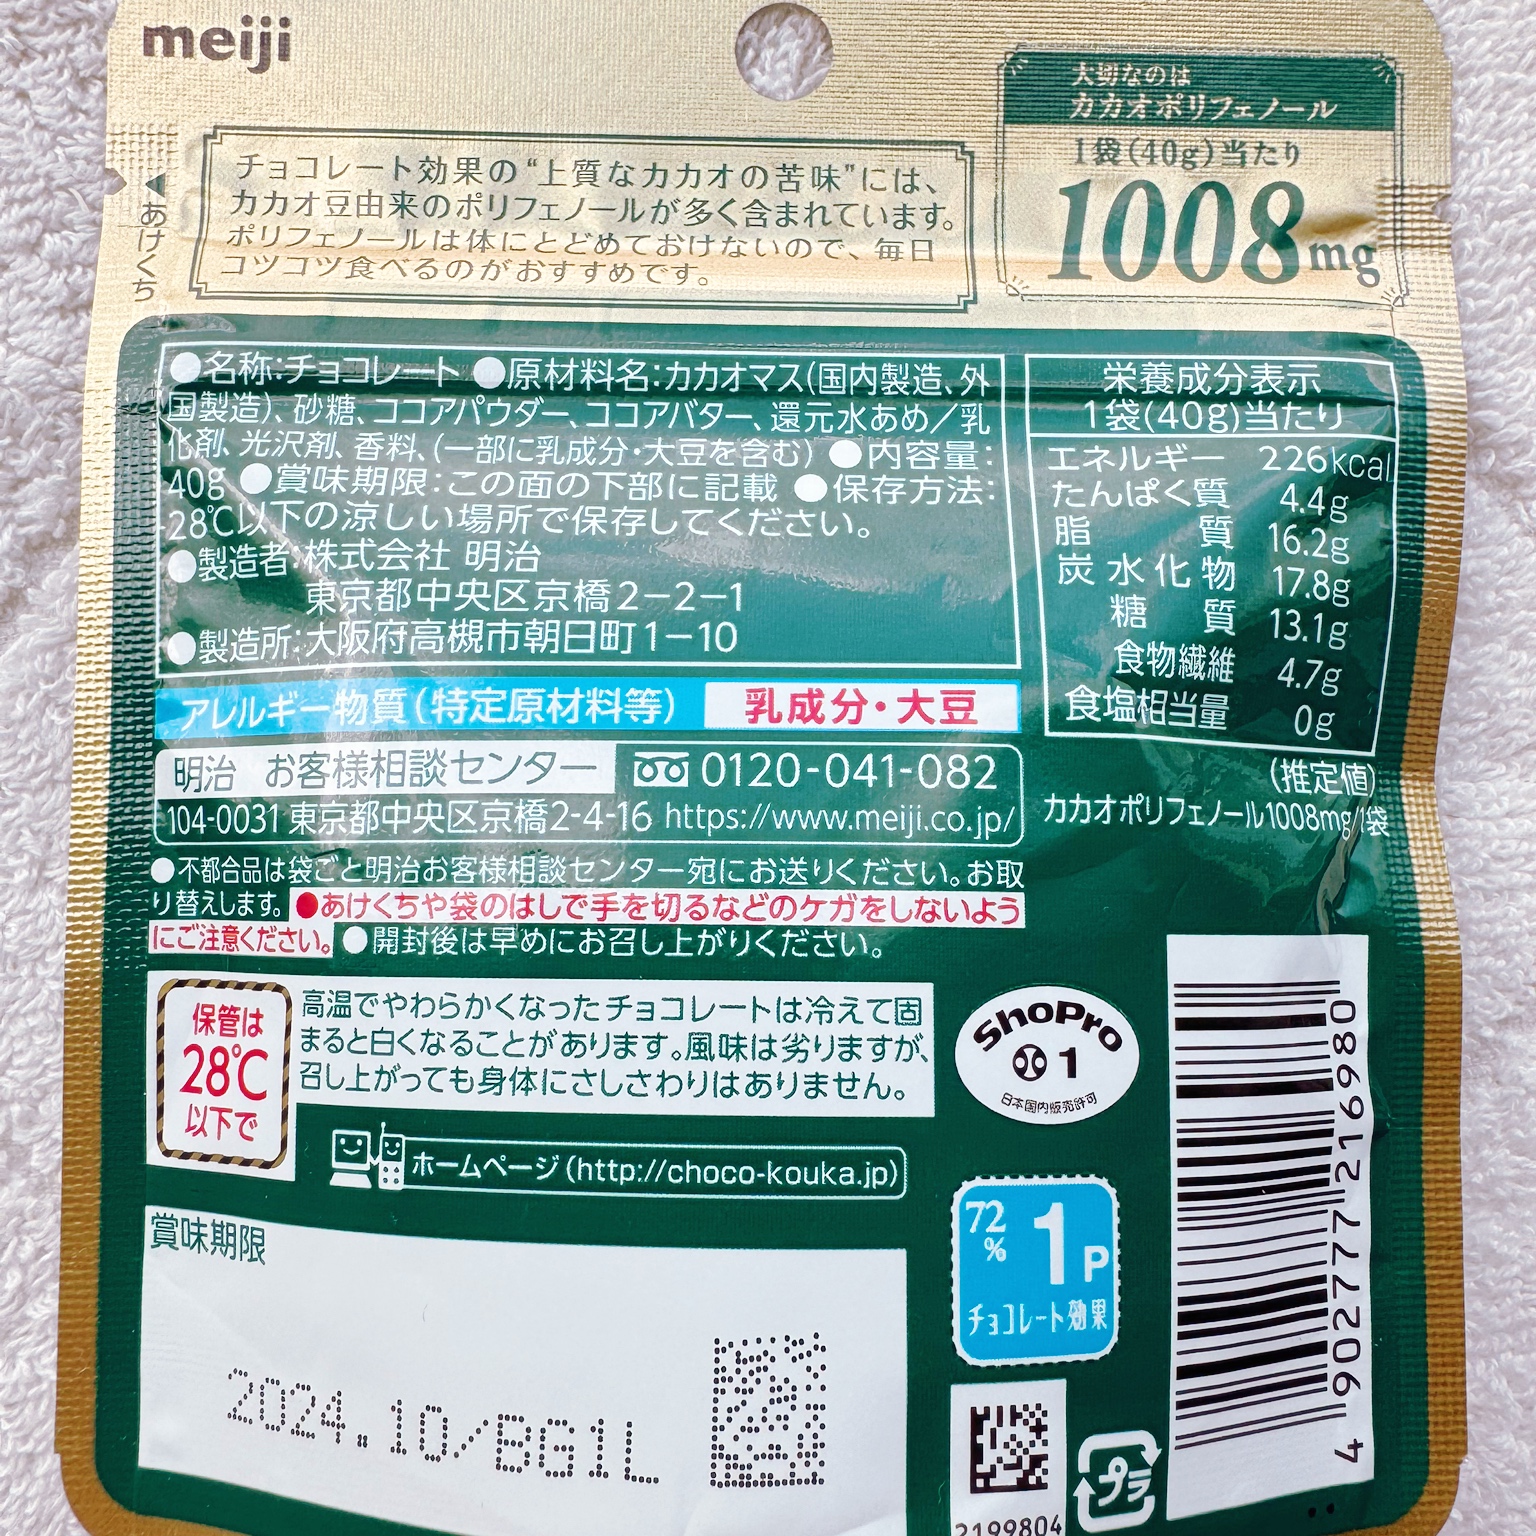 meiji
大切なのは
カカオポリフェノール
1袋(40g)当たり
1008mg
◀あけくち
チョコレート効果の“上質なカカオの苦味”には、
カカオ豆由来のポリフェノールが多く含まれています。
ポリフェノールは体にとどめておけないので、毎日
コツコツ食べるのがおすすめです。
●名称:チョコレート ●原材料名:カカオマス(国内製造、外
国製造)、砂糖、ココアパウダー、ココアバター、還元水あめ／乳
化剤、光沢剤、香料、(一部に乳成分・大豆を含む) ●内容量:
40g ●賞味期限:この面の下部に記載 ●保存方法:
28℃以下の涼しい場所で保存してください。
●製造者:株式会社 明治
東京都中央区京橋2−2−1
●製造所:大阪府高槻市朝日町1−10
栄養成分表示
1袋(40g)当たり
エネルギー 226kcal
たんぱく質 4.4g
脂質 16.2g
炭水化物 17.8g
糖質 13.1g
食物繊維 4.7g
食塩相当量 0g
(推定値)
カカオポリフェノール1008mg/1袋
アレルギー物質(特定原材料等) 乳成分・大豆
明治 お客様相談センター 0120-041-082
104-0031 東京都中央区京橋2-4-16 https://www.meiji.co.jp/
●不都合品は袋ごと明治お客様相談センター宛にお送りください。お取
り替えします。●あけくちや袋のはしで手を切るなどのケガをしないよう
にご注意ください。●開封後は早めにお召し上がりください。
保管は
28℃
以下で
高温でやわらかくなったチョコレートは冷えて固
まると白くなることがあります。風味は劣りますが、
召し上がっても身体にさしさわりはありません。
ShoPro
1
日本国内販売許可
ホームページ(http://choco-kouka.jp)
72% 1P
チョコレート効果
賞味期限
2024.10/BG1L
2199804
プラ
4 902777 216980